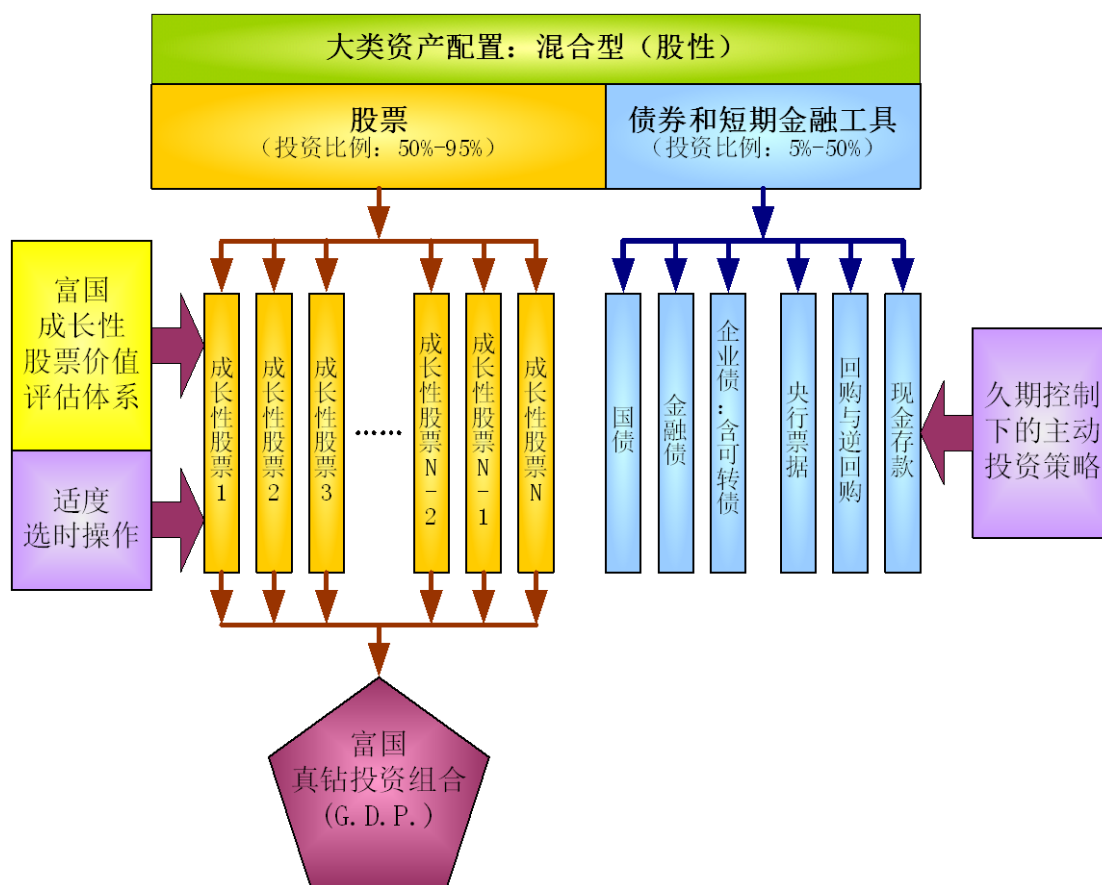 大类资产配置：混合型（股性）
股票
（投资比例：50%-95%）
债券和短期金融工具
（投资比例：5%-50%）
富国
成长性
股票价值
评估体系
适度
选时操作
成长性股票1
成长性股票2
成长性股票3
……
成长性股票N-2
成长性股票N-1
成长性股票N
国债
金融债
企业债：含可转债
央行票据
回购与逆回购
现金存款
久期控制
下的主动
投资策略
富国
真钻投资组合
(G.D.P.)